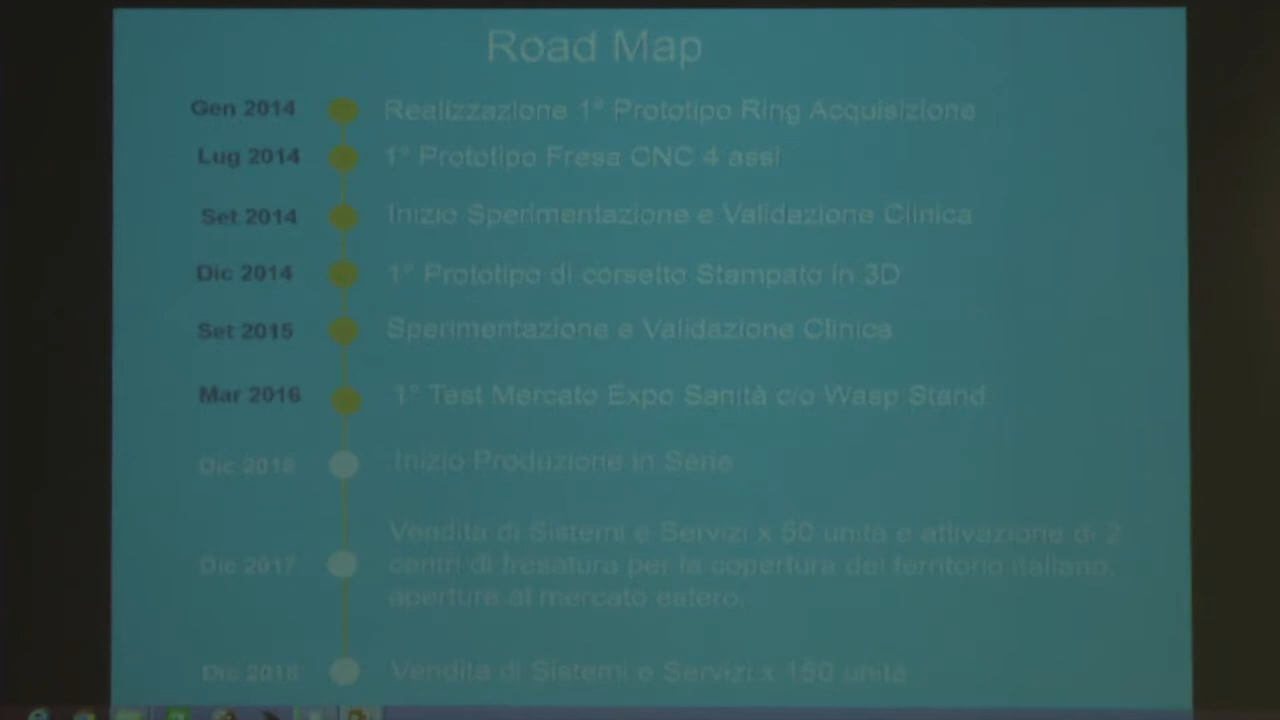 Road Map
Gen 2014 Realizzazione 1° Prototipo Ring Acquisizione
Lug 2014 1° Prototipo Fresa CNC 4 assi
Set 2014 Inizio Sperimentazione e Validazione Clinica
Dic 2014 1° Prototipo di corsetto Stampato in 3D
Set 2015 Sperimentazione e Validazione Clinica
Mar 2016 1° Test Mercato Expo Sanità c/o Wasp Stand
Dic 2016 Inizio Produzione in Serie
Vendita di Sistemi e Servizi x 50 unità e attivazione di 2
Dic 2017 centri di fresatura per la copertura del territorio italiano,
aperture al mercato estero.
Dic 2018 Vendita di Sistemi e Servizi x 150 unità